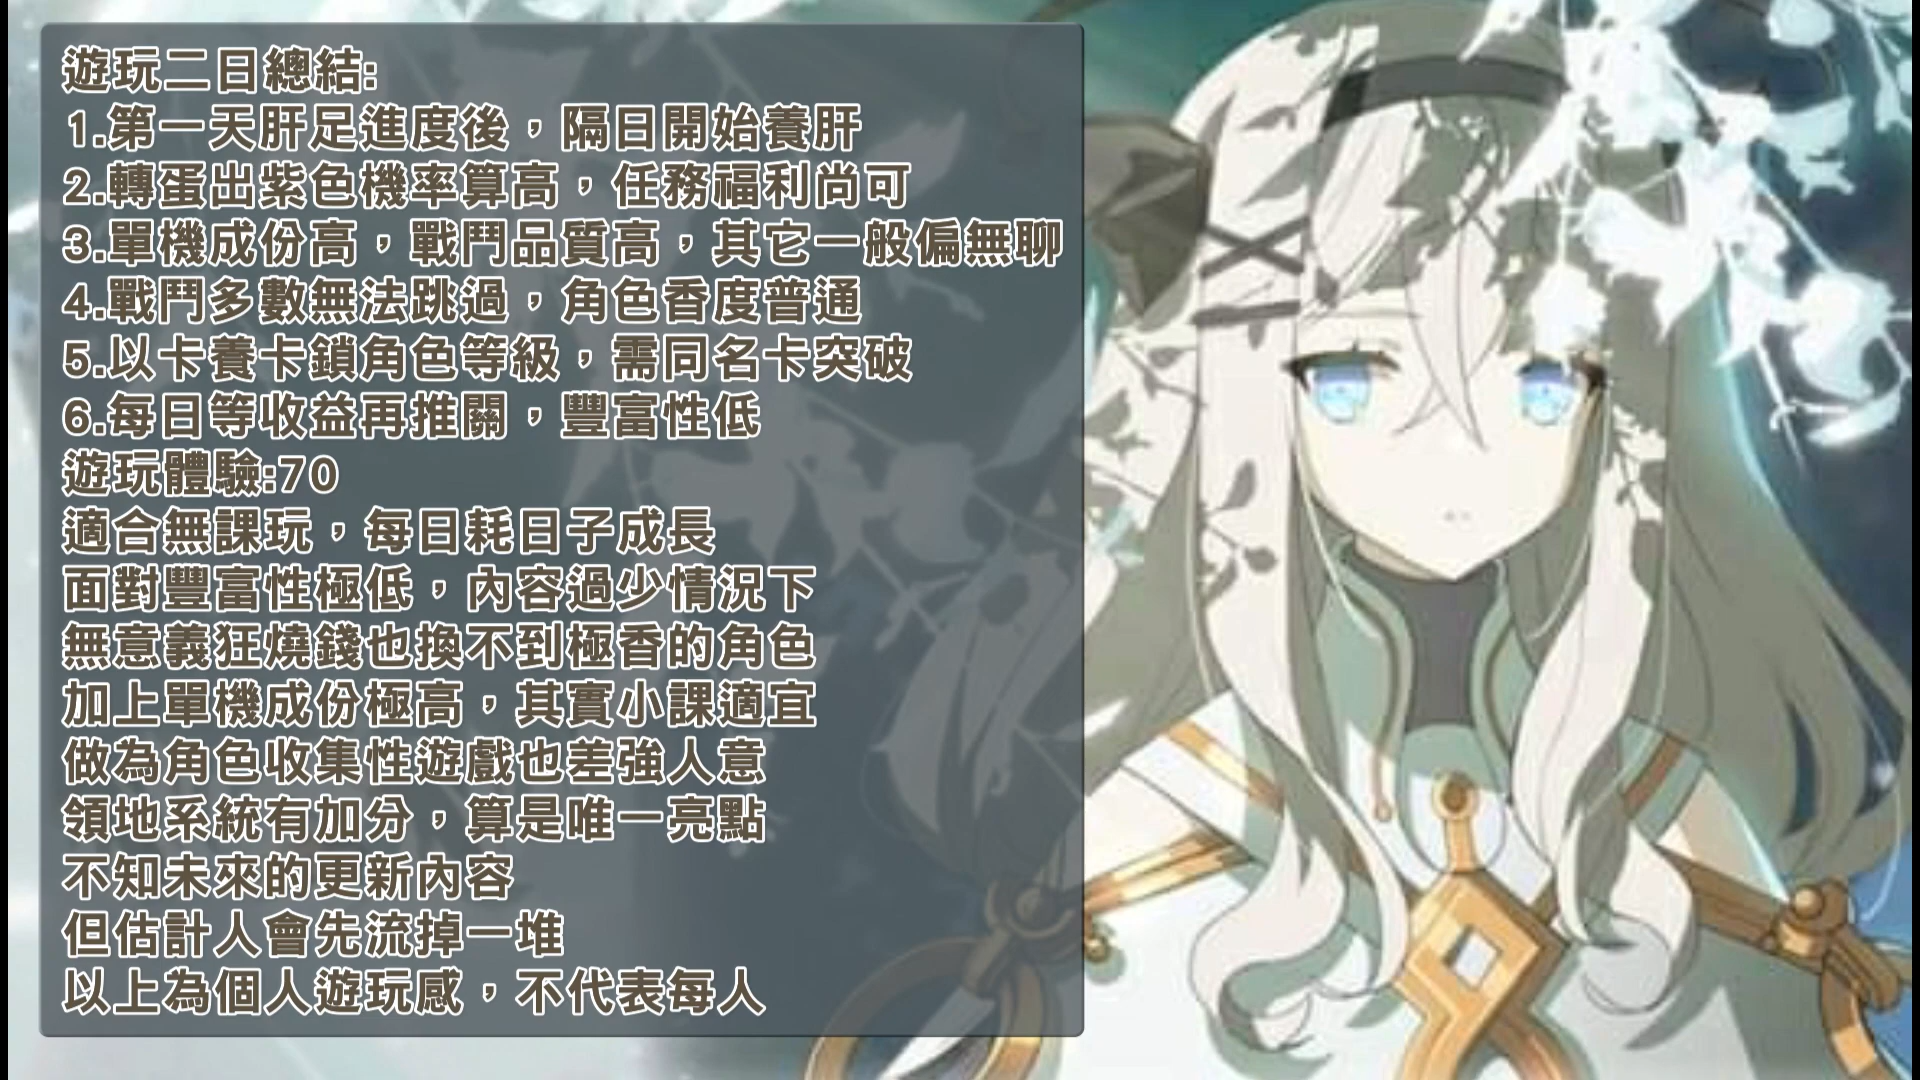 遊玩二日總結:
1.第一天肝足進度後，隔日開始養肝
2.轉蛋出紫色機率算高，任務福利尚可
3.單機成份高，戰鬥品質高，其它一般偏無聊
4.戰鬥多數無法跳過，角色香度普通
5.以卡養卡鎖角色等級，需同名卡突破
6.每日等收益再推關，豐富性低
遊玩體驗:70
適合無課玩，每日耗日子成長
面對豐富性極低，內容過少情況下
無意義狂燒錢也換不到極香的角色
加上單機成份極高，其實小課適宜
做為角色收集性遊戲也差強人意
領地系統有加分，算是唯一亮點
不知未來的更新內容
但估計人會先流掉一堆
以上為個人遊玩感，不代表每人